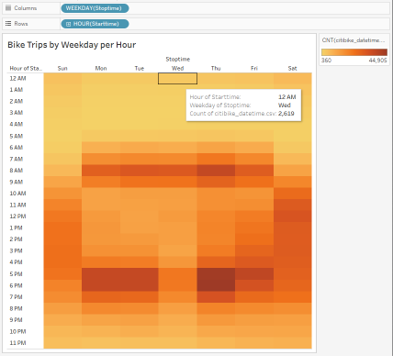 Columns WEEKDAY(Stoptime)
Rows HOUR(Starttime)
Bike Trips by Weekday per Hour
Stoptime
Hour of Sta.. Sun Mon Tue Wed Thu Fri Sat
12 AM
1 AM
2 AM
3 AM
4 AM
5 AM
6 AM
7 AM
8 AM
9 AM
10 AM
11 AM
12 PM
1 PM
2 PM
3 PM
4 PM
5 PM
6 PM
7 PM
8 PM
9 PM
10 PM
11 PM
Hour of Starttime: 12 AM
Weekday of Stoptime: Wed
Count of citibike_datetime.csv: 2,619
CNT(citibike_datetime....
360 44,905